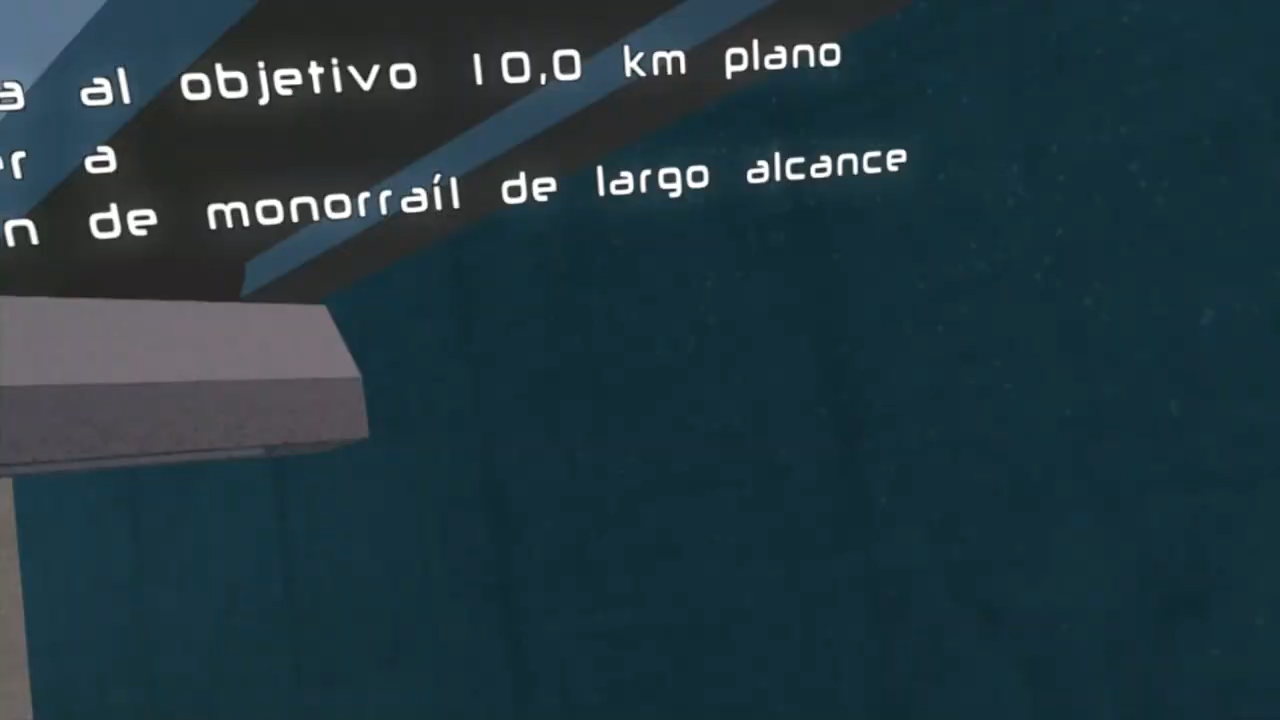 al objetivo 10,0 km plano
a
de monorraíl de largo alcance